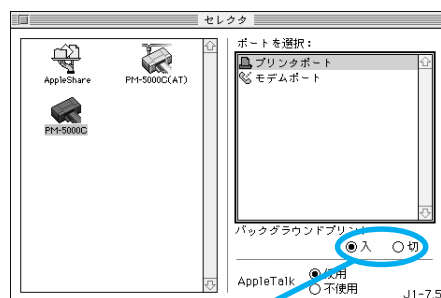 セレクタ
AppleShare
PM-5000C(AT)
PM-5000C
ポートを選択：
プリンタポート
モデムポート
バックグラウンドプリント
入 切
AppleTalk
使用
不使用
J1-7.5